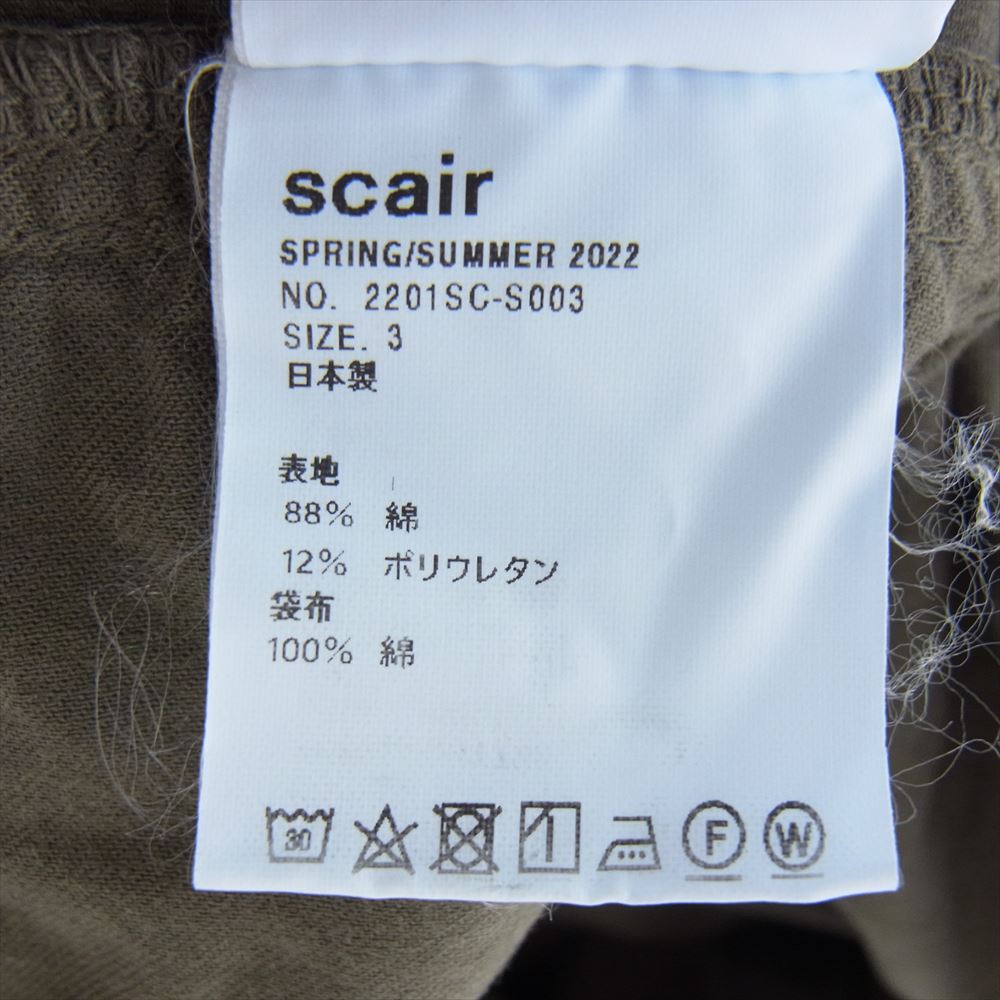 scair
SPRING/SUMMER 2022
NO. 2201SC-S003
SIZE. 3
日本製
表地
88% 綿
12% ポリウレタン
袋布
100% 綿
30
F W